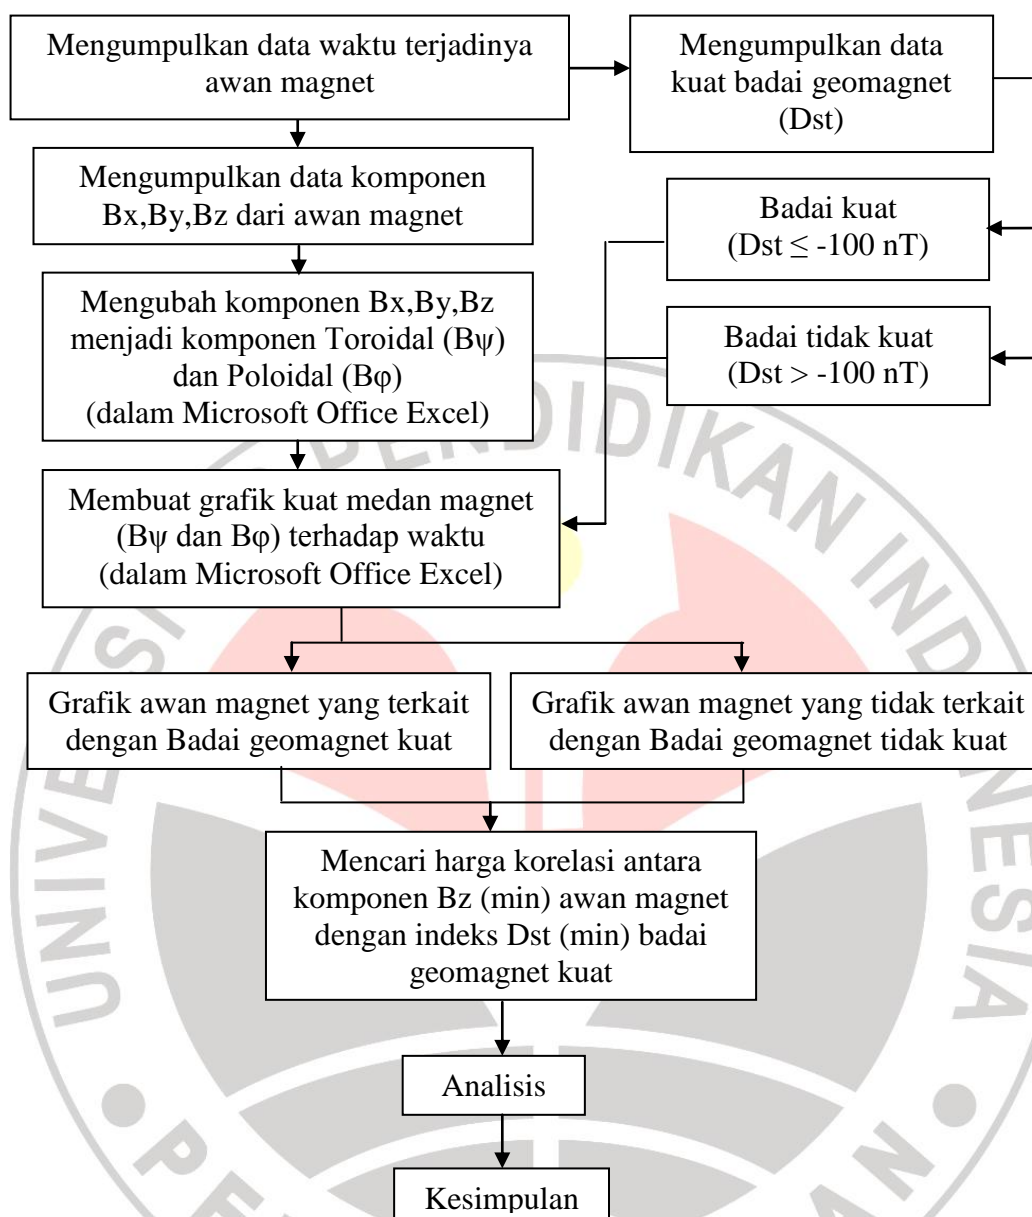 Mengumpulkan data waktu terjadinya
awan magnet
Mengumpulkan data
kuat badai geomagnet
(Dst)
Mengumpulkan data komponen
Bx,By,Bz dari awan magnet
Badai kuat
(Dst ≤ -100 nT)
Mengubah komponen Bx,By,Bz
menjadi komponen Toroidal (Bψ)
dan Poloidal (Bφ)
(dalam Microsoft Office Excel)
Badai tidak kuat
(Dst > -100 nT)
Membuat grafik kuat medan magnet
(Bψ dan Bφ) terhadap waktu
(dalam Microsoft Office Excel)
Grafik awan magnet yang terkait
dengan Badai geomagnet kuat
Grafik awan magnet yang tidak terkait
dengan Badai geomagnet tidak kuat
Mencari harga korelasi antara
komponen Bz (min) awan magnet
dengan indeks Dst (min) badai
geomagnet kuat
Analisis
Kesimpulan